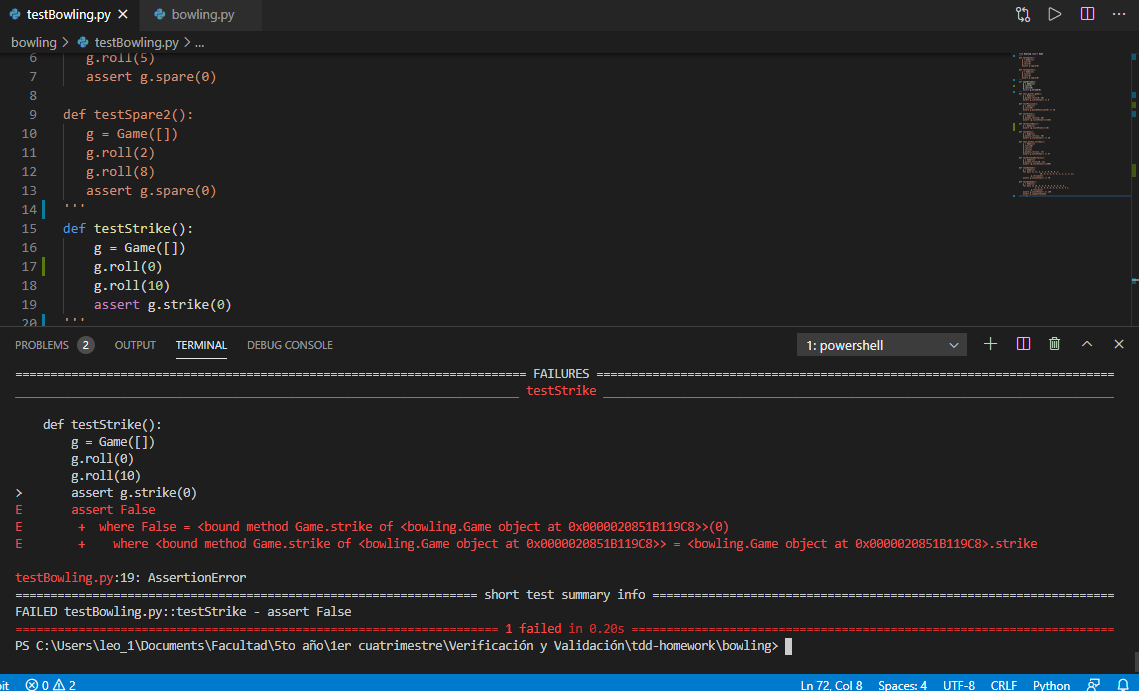 testBowling.py
bowling.py
bowling > testBowling.py > ...
6 g.roll(5)
7 assert g.spare(0)
8
9 def testSpare2():
10 g = Game([])
11 g.roll(2)
12 g.roll(8)
13 assert g.spare(0)
14 '''
15 def testStrike():
16 g = Game([])
17 g.roll(0)
18 g.roll(10)
19 assert g.strike(0)
20 '''
PROBLEMS 2 OUTPUT TERMINAL DEBUG CONSOLE 1: powershell
FAILURES
testStrike
def testStrike():
g = Game([])
g.roll(0)
g.roll(10)
> assert g.strike(0)
E assert False
E + where False = <bound method Game.strike of <bowling.Game object at 0x0000020851B119C8>>(0)
E + where <bound method Game.strike of <bowling.Game object at 0x0000020851B119C8>> = <bowling.Game object at 0x0000020851B119C8>.strike
testBowling.py:19: AssertionError
short test summary info
FAILED testBowling.py::testStrike - assert False
1 failed in 0.20s
PS C:\Users\leo_1\Documents\Facultad\5to año\1er cuatrimestre\Verificación y Validación\tdd-homework\bowling>
0 2 Ln 72, Col 8 Spaces: 4 UTF-8 CRLF Python